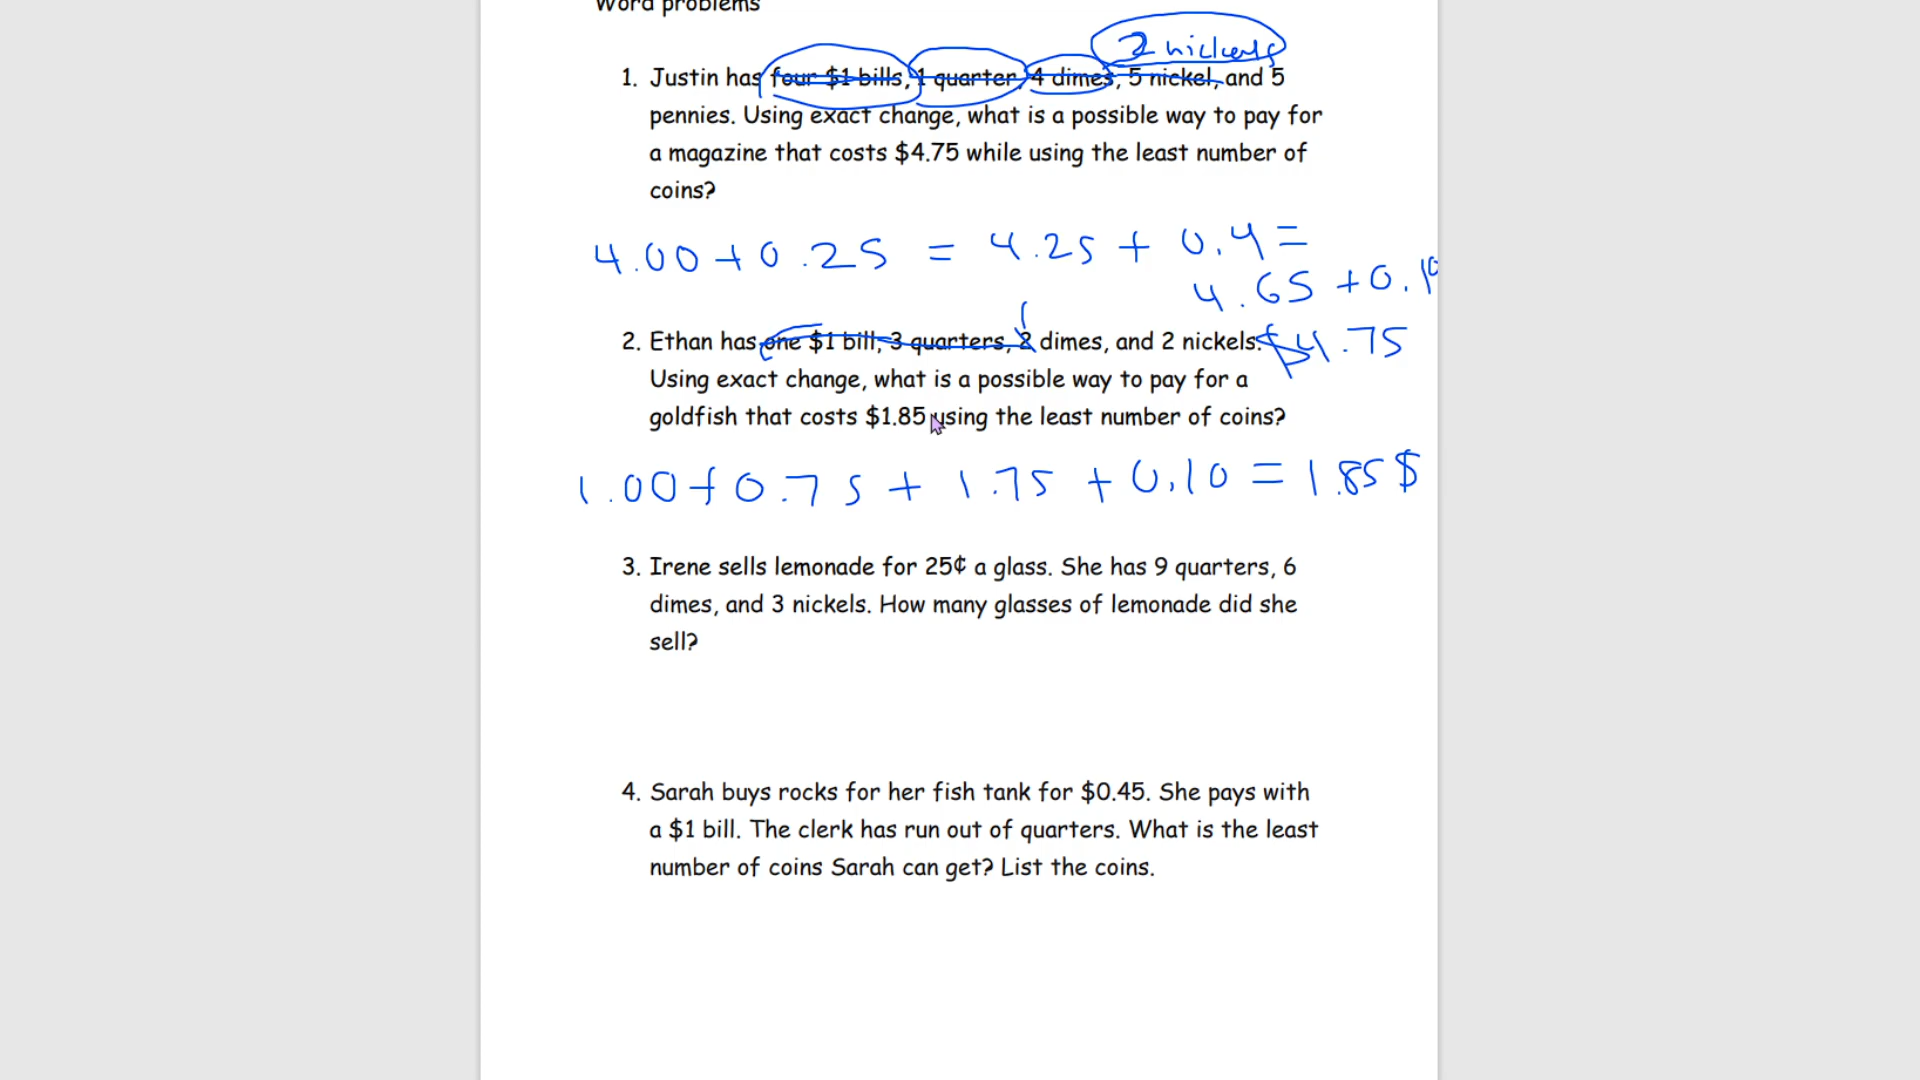 Word problems
2 nickels
1. Justin has four $1 bills, 1 quarter, 4 dimes, 5 nickel, and 5
pennies. Using exact change, what is a possible way to pay for
a magazine that costs $4.75 while using the least number of
coins?
4.00 + 0.25 = 4.25 + 0.4 =
4.65 + 0.10
1
2. Ethan has one $1 bill, 3 quarters, 2 dimes, and 2 nickels.
$4.75
Using exact change, what is a possible way to pay for a
goldfish that costs $1.85 using the least number of coins?
1.00 + 0.75 + 1.75 + 0.10 = 1.85 $
3. Irene sells lemonade for 25¢ a glass. She has 9 quarters, 6
dimes, and 3 nickels. How many glasses of lemonade did she
sell?
4. Sarah buys rocks for her fish tank for $0.45. She pays with
a $1 bill. The clerk has run out of quarters. What is the least
number of coins Sarah can get? List the coins.